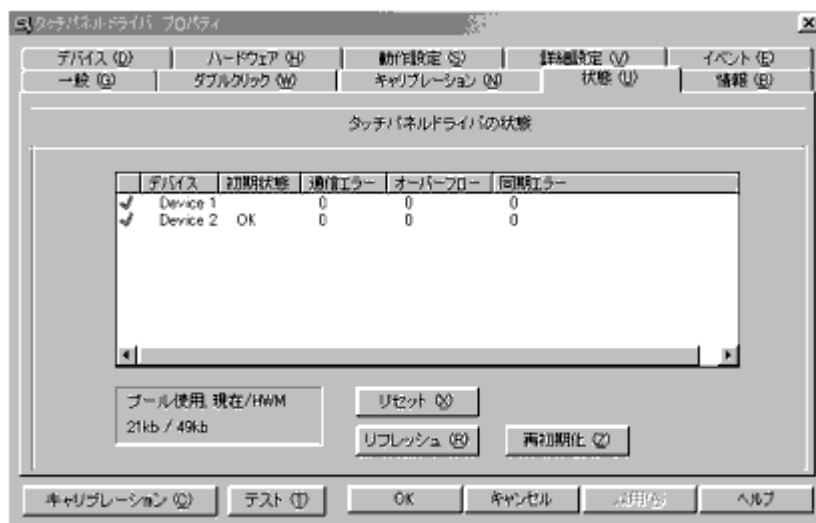 タッチパネルドライバ プロパティ
デバイス (D) ハードウェア (H) 動作設定 (S) 詳細設定 (V) イベント (E)
一般 (G) ダブルクリック (W) キャリブレーション (N) 状態 (U) 情報 (B)
タッチパネルドライバの状態
デバイス 初期状態 通信エラー オーバーフロー 同期エラー
Device 1 0 0 0
Device 2 OK 0 0 0
プール使用, 現在/HWM
21kb / 49kb
リセット (X)
リフレッシュ (R) 再初期化 (Z)
キャリブレーション (C) テスト (T) OK キャンセル 適用(A) ヘルプ